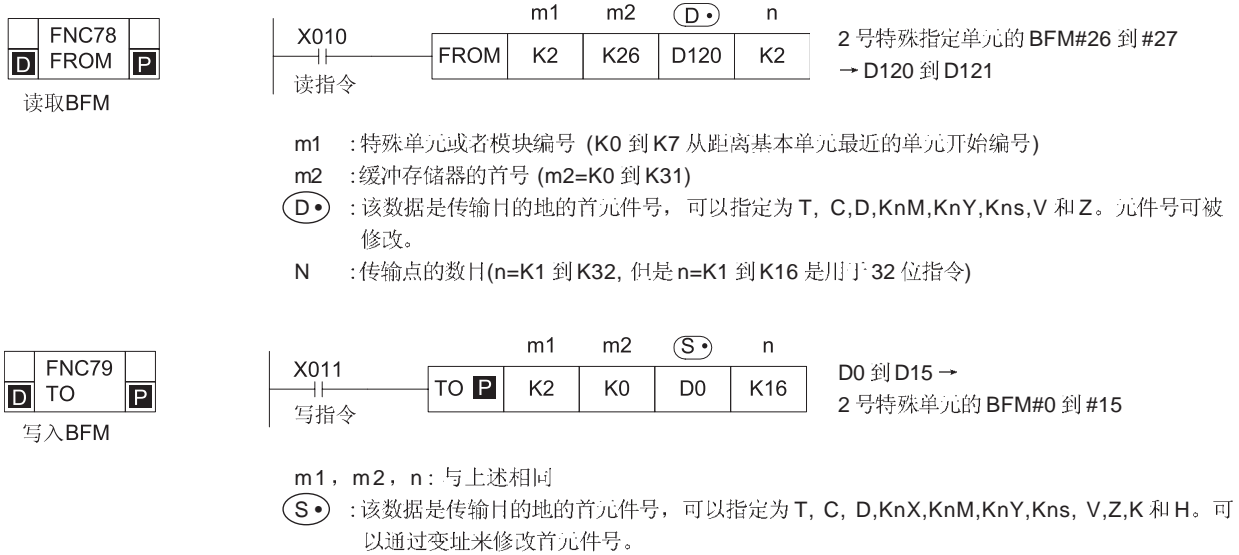 FNC78
D FROM P
读取BFM
m1 m2 D• n
X010
读指令
FROM K2 K26 D120 K2
2 号特殊指定单元的 BFM#26 到 #27
→ D120 到 D121
m1 :特殊单元或者模块编号 (K0 到 K7 从距离基本单元最近的单元开始编号)
m2 :缓冲存储器的首号 (m2=K0 到 K31)
D• :该数据是传输目的地的首元件号，可以指定为 T, C,D,KnM,KnY,Kns,V 和 Z。元件号可被
修改。
N :传输点的数目(n=K1 到 K32, 但是 n=K1 到 K16 是用于 32 位指令)
FNC79
D TO P
写入BFM
m1 m2 S• n
X011
写指令
TO P K2 K0 D0 K16
D0 到 D15 →
2 号特殊单元的 BFM#0 到 #15
m1，m2，n : 与上述相同
S• :该数据是传输目的地的首元件号，可以指定为 T, C, D,KnX,KnM,KnY,Kns, V,Z,K 和 H。可
以通过变址来修改首元件号。